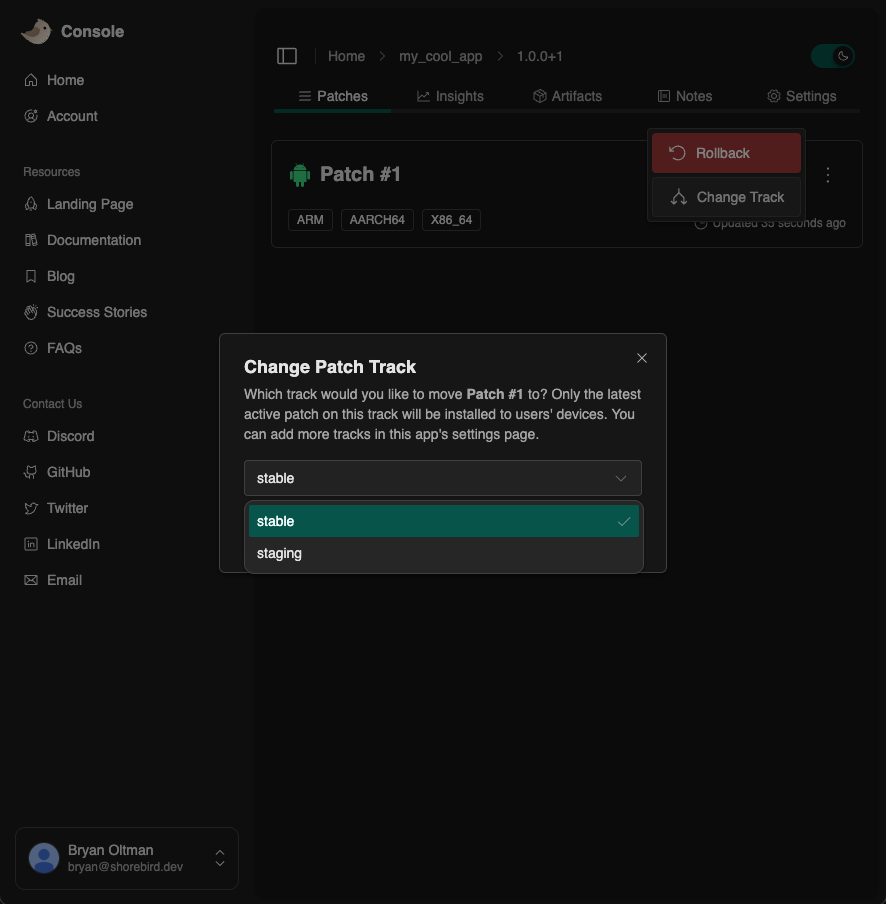 Console
Home
Account
Resources
Landing Page
Documentation
Blog
Success Stories
FAQs
Contact Us
Discord
GitHub
Twitter
LinkedIn
Email
Bryan Oltman
bryan@shorebird.dev
Home > my_cool_app > 1.0.0+1
Patches Insights Artifacts Notes Settings
Patch #1
ARM AARCH64 X86_64
Rollback
Change Track
Updated 35 seconds ago
Change Patch Track
Which track would you like to move Patch #1 to? Only the latest
active patch on this track will be installed to users' devices. You
can add more tracks in this app's settings page.
stable
stable
staging